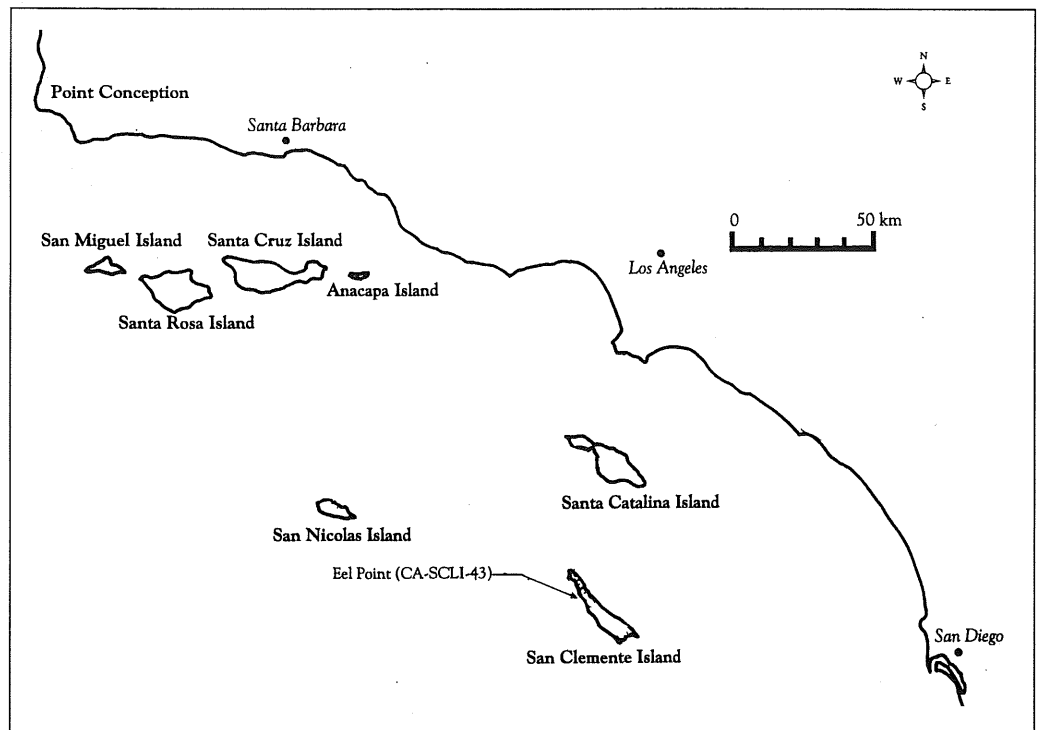 N
W E
S
Point Conception
Santa Barbara
0 50 km
San Miguel Island
Santa Cruz Island
Los Angeles
Anacapa Island
Santa Rosa Island
Santa Catalina Island
San Nicolas Island
Eel Point (CA-SCLI-43)
San Diego
San Clemente Island